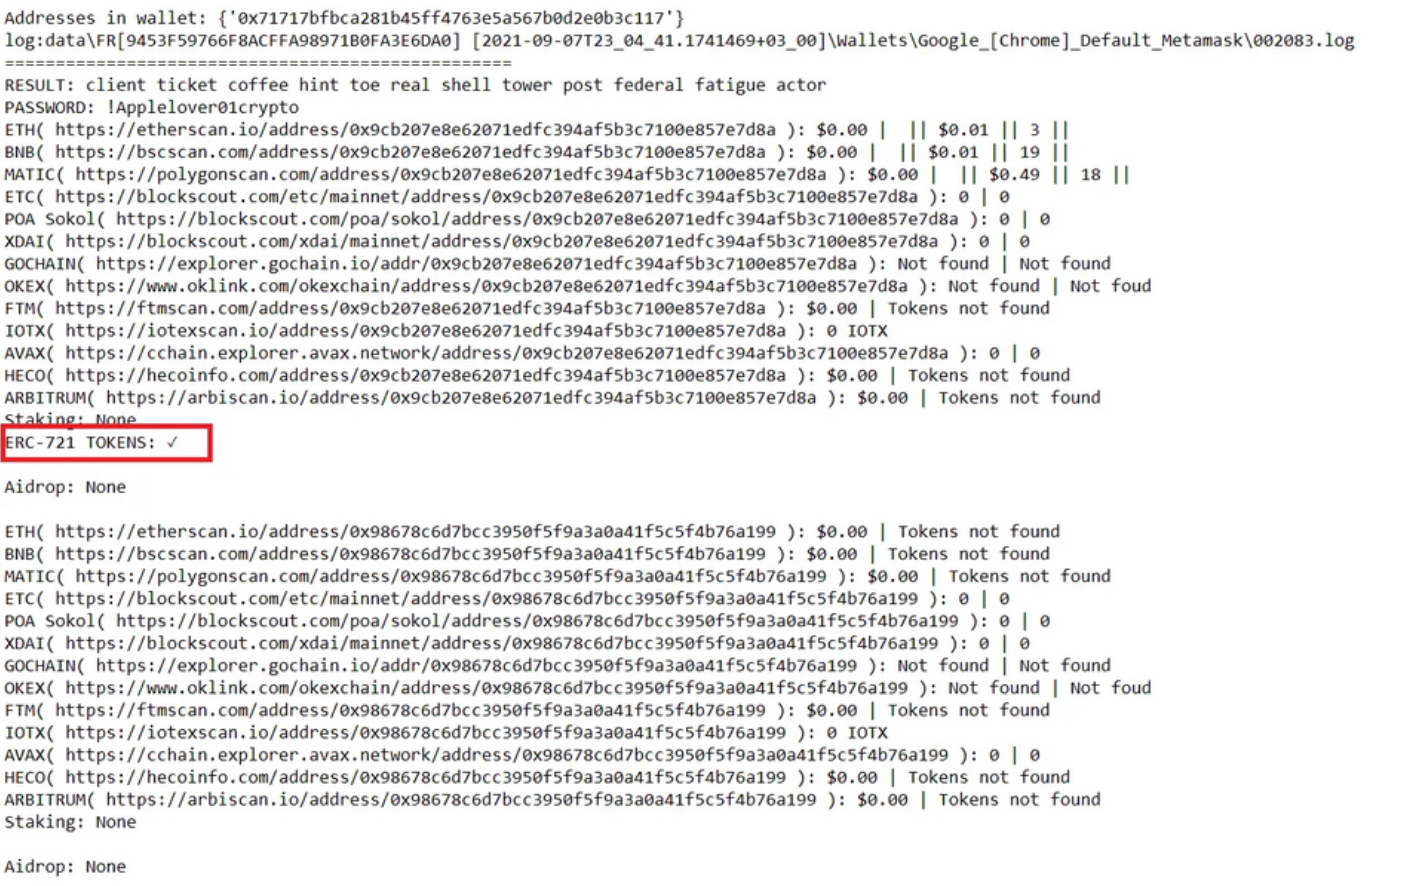 Addresses in wallet: {'0x71717bfbca281b45ff4763e5a567b0d2e0b3c117'}
log:data\FR[9453F59766F8ACFFA98971B0FA3E6DA0] [2021-09-07T23_04_41.1741469+03_00]\Wallets\Google_[Chrome]_Default_Metamask\002083.log
==================================================
RESULT: client ticket coffee hint toe real shell tower post federal fatigue actor
PASSWORD: !Applelover01crypto
ETH( https://etherscan.io/address/0x9cb207e8e62071edfc394af5b3c7100e857e7d8a ): $0.00 |  || $0.01 || 3 ||
BNB( https://bscscan.com/address/0x9cb207e8e62071edfc394af5b3c7100e857e7d8a ): $0.00 |  || $0.01 || 19 ||
MATIC( https://polygonscan.com/address/0x9cb207e8e62071edfc394af5b3c7100e857e7d8a ): $0.00 |  || $0.49 || 18 ||
ETC( https://blockscout.com/etc/mainnet/address/0x9cb207e8e62071edfc394af5b3c7100e857e7d8a ): 0 | 0
POA Sokol( https://blockscout.com/poa/sokol/address/0x9cb207e8e62071edfc394af5b3c7100e857e7d8a ): 0 | 0
XDAI( https://blockscout.com/xdai/mainnet/address/0x9cb207e8e62071edfc394af5b3c7100e857e7d8a ): 0 | 0
GOCHAIN( https://explorer.gochain.io/addr/0x9cb207e8e62071edfc394af5b3c7100e857e7d8a ): Not found | Not found
OKEX( https://www.oklink.com/okexchain/address/0x9cb207e8e62071edfc394af5b3c7100e857e7d8a ): Not found | Not foud
FTM( https://ftmscan.com/address/0x9cb207e8e62071edfc394af5b3c7100e857e7d8a ): $0.00 | Tokens not found
IOTX( https://iotexscan.io/address/0x9cb207e8e62071edfc394af5b3c7100e857e7d8a ): 0 IOTX
AVAX( https://cchain.explorer.avax.network/address/0x9cb207e8e62071edfc394af5b3c7100e857e7d8a ): 0 | 0
HECO( https://hecoinfo.com/address/0x9cb207e8e62071edfc394af5b3c7100e857e7d8a ): $0.00 | Tokens not found
ARBITRUM( https://arbiscan.io/address/0x9cb207e8e62071edfc394af5b3c7100e857e7d8a ): $0.00 | Tokens not found
Staking: None
ERC-721 TOKENS: ✓
Aidrop: None
ETH( https://etherscan.io/address/0x98678c6d7bcc3950f5f9a3a0a41f5c5f4b76a199 ): $0.00 | Tokens not found
BNB( https://bscscan.com/address/0x98678c6d7bcc3950f5f9a3a0a41f5c5f4b76a199 ): $0.00 | Tokens not found
MATIC( https://polygonscan.com/address/0x98678c6d7bcc3950f5f9a3a0a41f5c5f4b76a199 ): $0.00 | Tokens not found
ETC( https://blockscout.com/etc/mainnet/address/0x98678c6d7bcc3950f5f9a3a0a41f5c5f4b76a199 ): 0 | 0
POA Sokol( https://blockscout.com/poa/sokol/address/0x98678c6d7bcc3950f5f9a3a0a41f5c5f4b76a199 ): 0 | 0
XDAI( https://blockscout.com/xdai/mainnet/address/0x98678c6d7bcc3950f5f9a3a0a41f5c5f4b76a199 ): 0 | 0
GOCHAIN( https://explorer.gochain.io/addr/0x98678c6d7bcc3950f5f9a3a0a41f5c5f4b76a199 ): Not found | Not found
OKEX( https://www.oklink.com/okexchain/address/0x98678c6d7bcc3950f5f9a3a0a41f5c5f4b76a199 ): Not found | Not foud
FTM( https://ftmscan.com/address/0x98678c6d7bcc3950f5f9a3a0a41f5c5f4b76a199 ): $0.00 | Tokens not found
IOTX( https://iotexscan.io/address/0x98678c6d7bcc3950f5f9a3a0a41f5c5f4b76a199 ): 0 IOTX
AVAX( https://cchain.explorer.avax.network/address/0x98678c6d7bcc3950f5f9a3a0a41f5c5f4b76a199 ): 0 | 0
HECO( https://hecoinfo.com/address/0x98678c6d7bcc3950f5f9a3a0a41f5c5f4b76a199 ): $0.00 | Tokens not found
ARBITRUM( https://arbiscan.io/address/0x98678c6d7bcc3950f5f9a3a0a41f5c5f4b76a199 ): $0.00 | Tokens not found
Staking: None
Aidrop: None